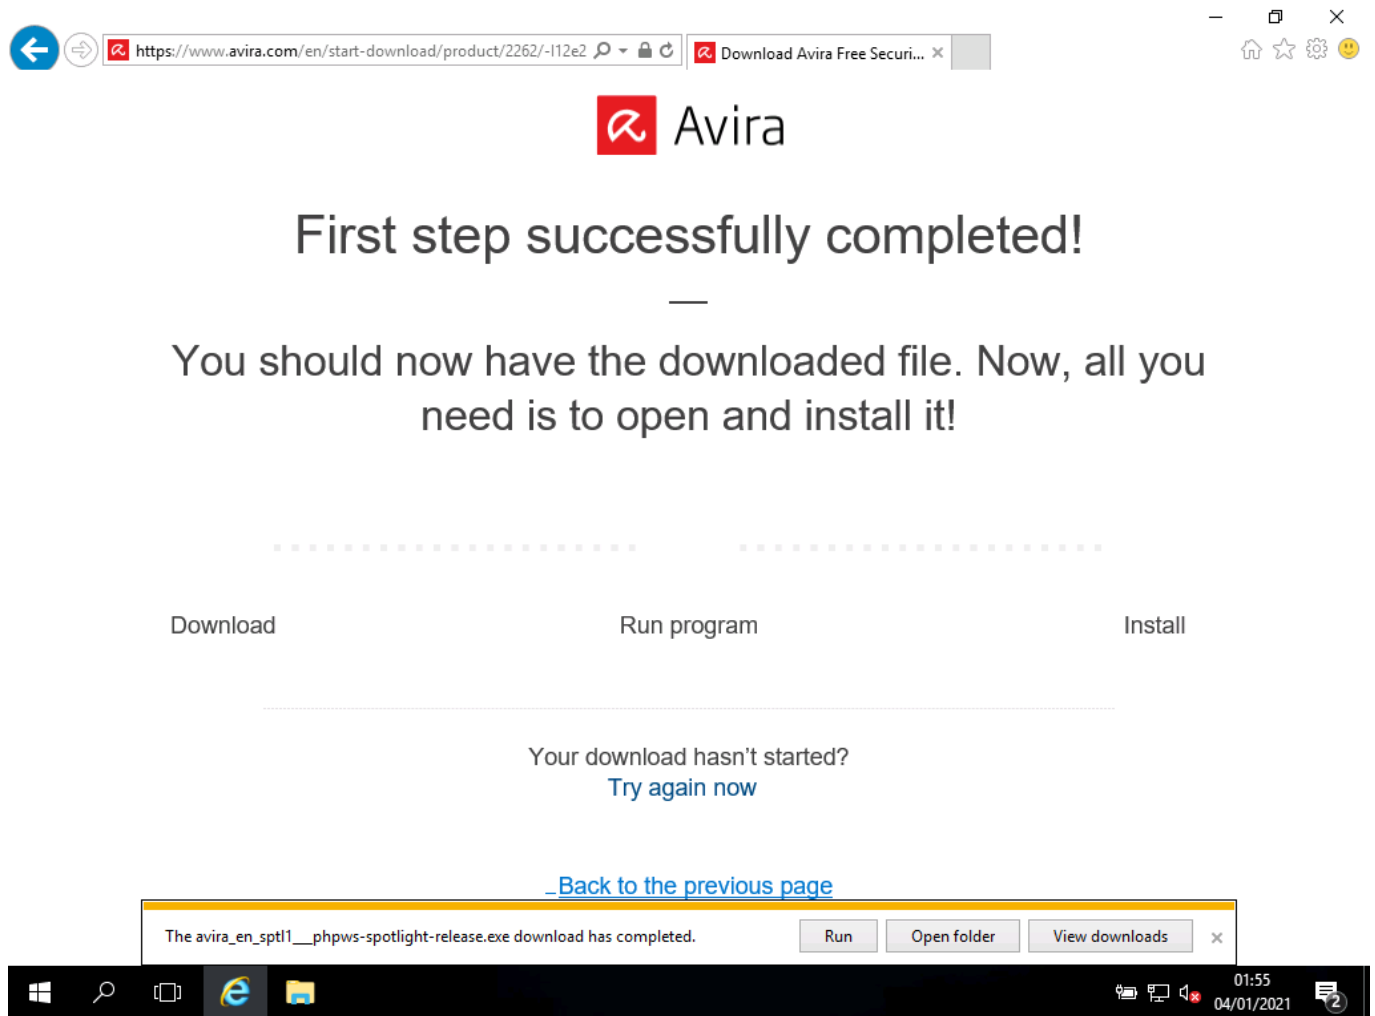 https://www.avira.com/en/start-download/product/2262/-l12e2
Download Avira Free Securi...
Avira
First step successfully completed!
You should now have the downloaded file. Now, all you
need is to open and install it!
Download
Run program
Install
Your download hasn't started?
Try again now
Back to the previous page
The avira_en_sptl1__phpws-spotlight-release.exe download has completed.
Run
Open folder
View downloads
01:55
04/01/2021
2